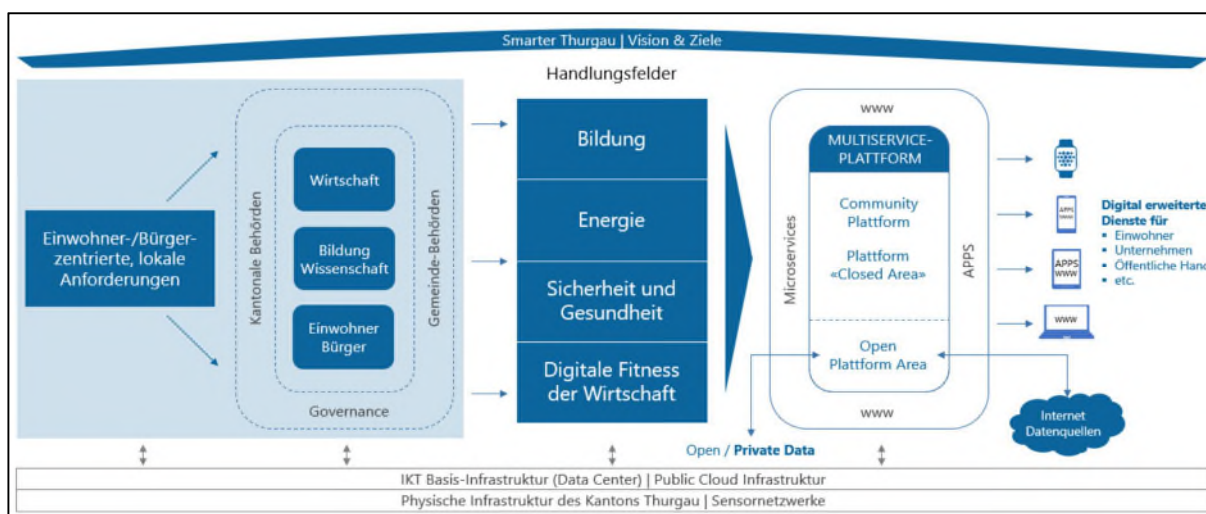 Smarter Thurgau | Vision & Ziele
Handlungsfelder
Einwohner-/Bürger-
zentrierte, lokale
Anforderungen
Kantonale Behörden
Wirtschaft
Bildung
Wissenschaft
Einwohner
Bürger
Gemeinde-Behörden
Governance
Bildung
Energie
Sicherheit und
Gesundheit
Digitale Fitness
der Wirtschaft
www
Microservices
MULTISERVICE-
PLATTFORM
Community
Plattform
Plattform
«Closed Area»
Open
Plattform Area
APPS
www
APPS
www
APPS
www
www
Digital erweiterte
Dienste für
▪ Einwohner
▪ Unternehmen
▪ Öffentliche Hand
▪ etc.
Internet
Datenquellen
Open / Private Data
IKT Basis-Infrastruktur (Data Center) | Public Cloud Infrastruktur
Physische Infrastruktur des Kantons Thurgau | Sensornetzwerke